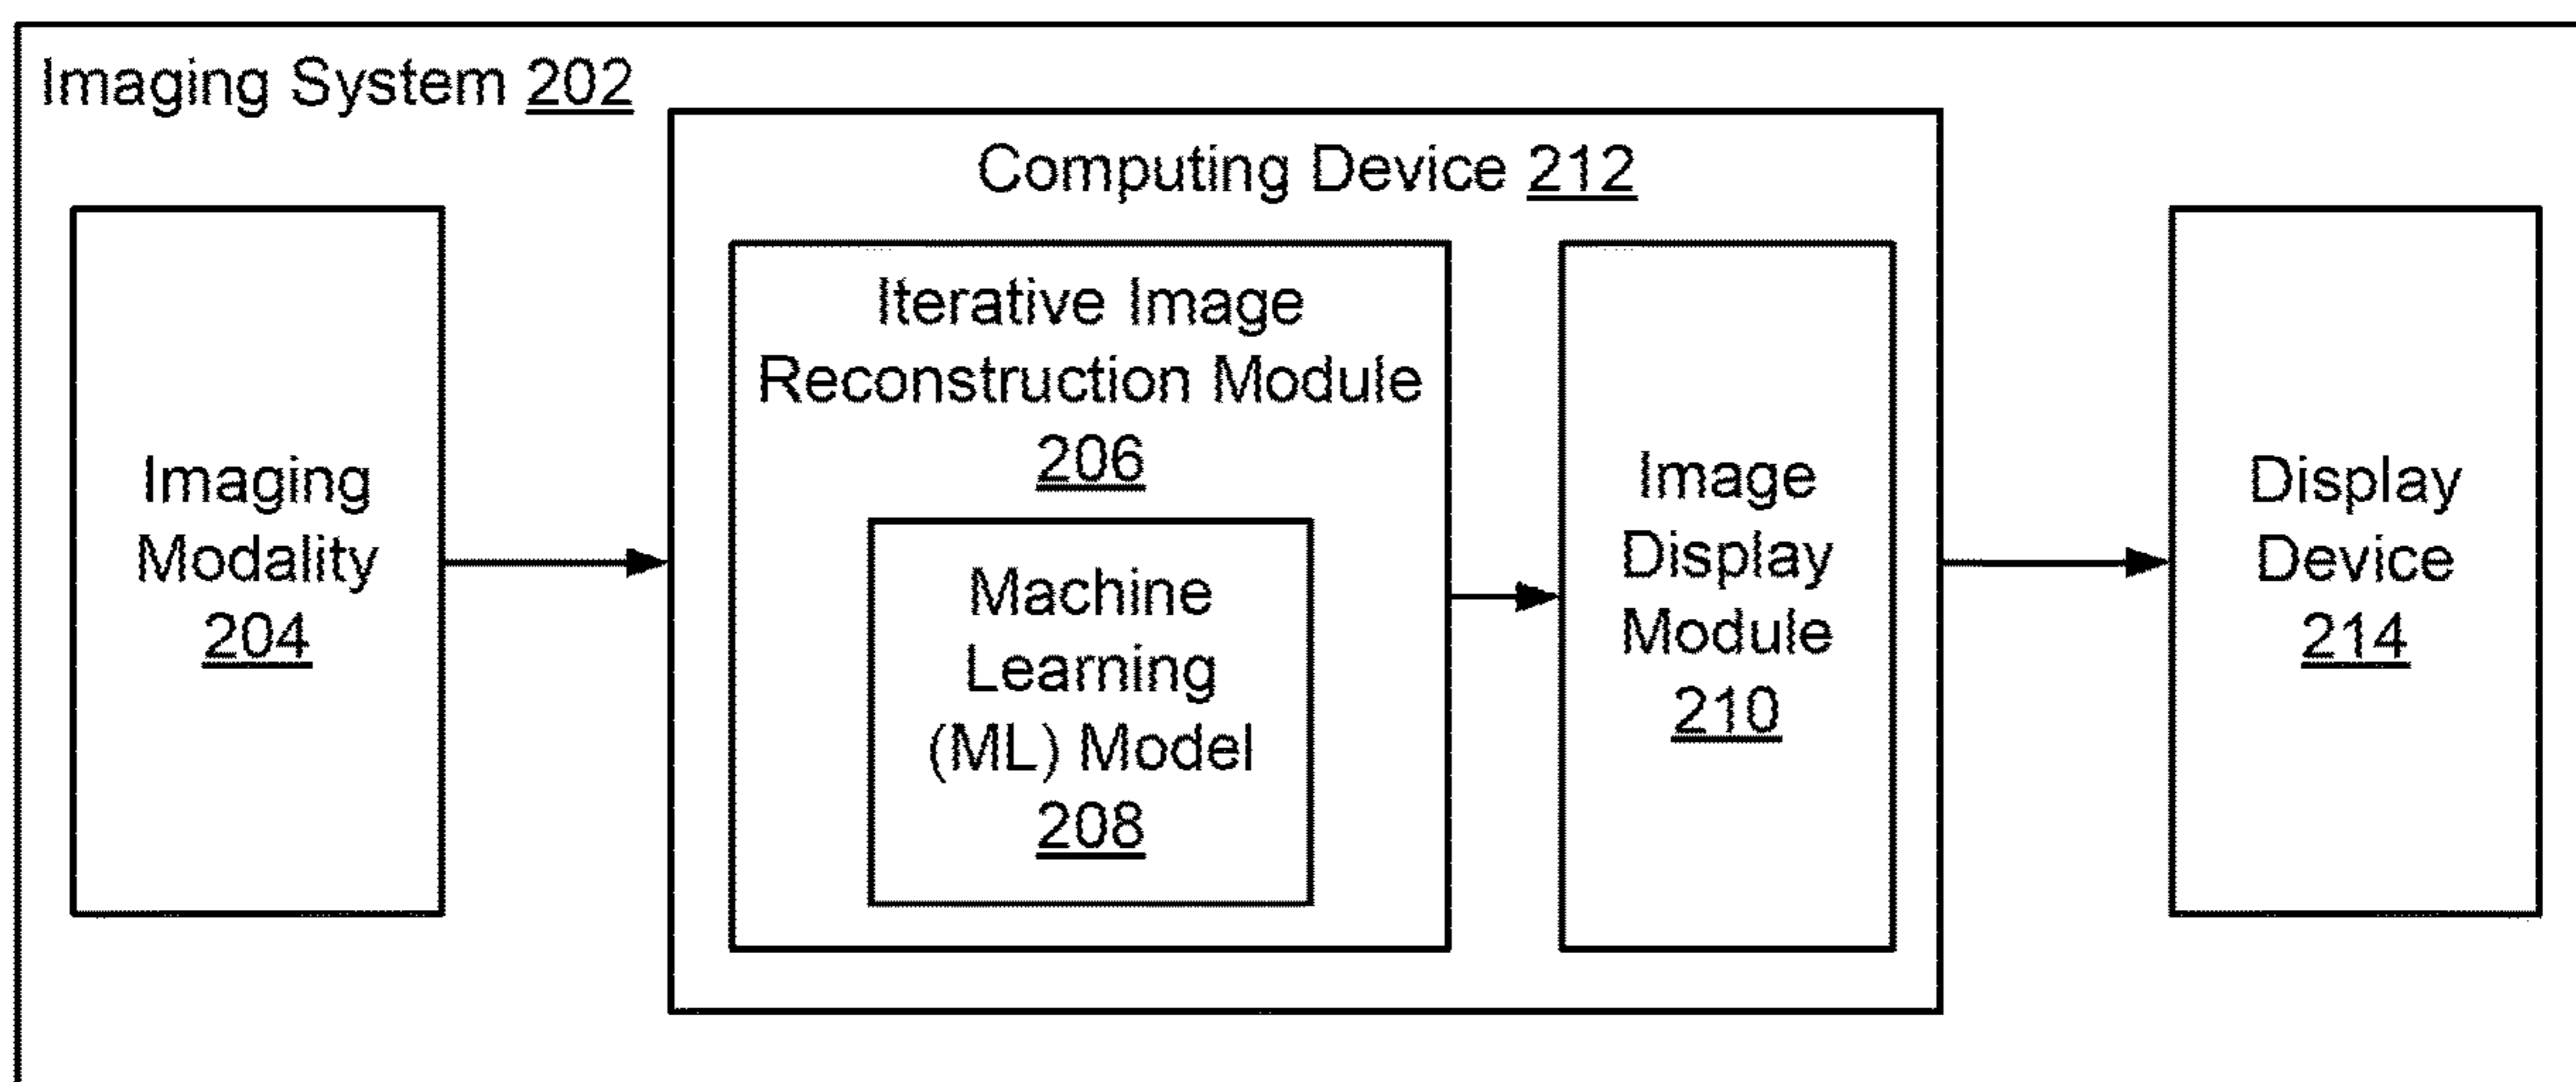 Imaging System 202
Computing Device 212
Imaging
Modality
204
Iterative Image
Reconstruction Module
206
Machine
Learning
(ML) Model
208
Image
Display
Module
210
Display
Device
214